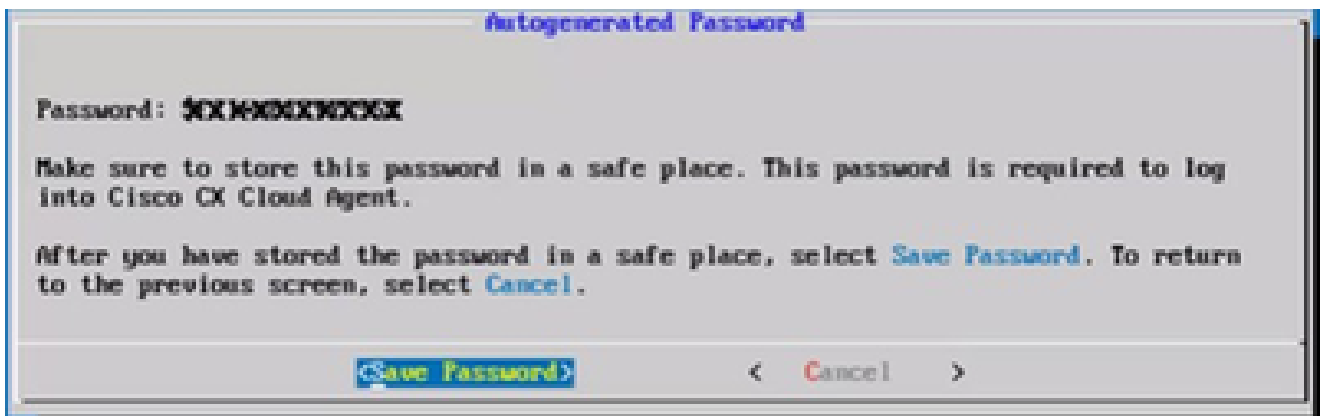 Autogenerated Password
Password:
Make sure to store this password in a safe place. This password is required to log
into Cisco CX Cloud Agent.
After you have stored the password in a safe place, select Save Password. To return
to the previous screen, select Cancel.
<Save Password> < Cancel >